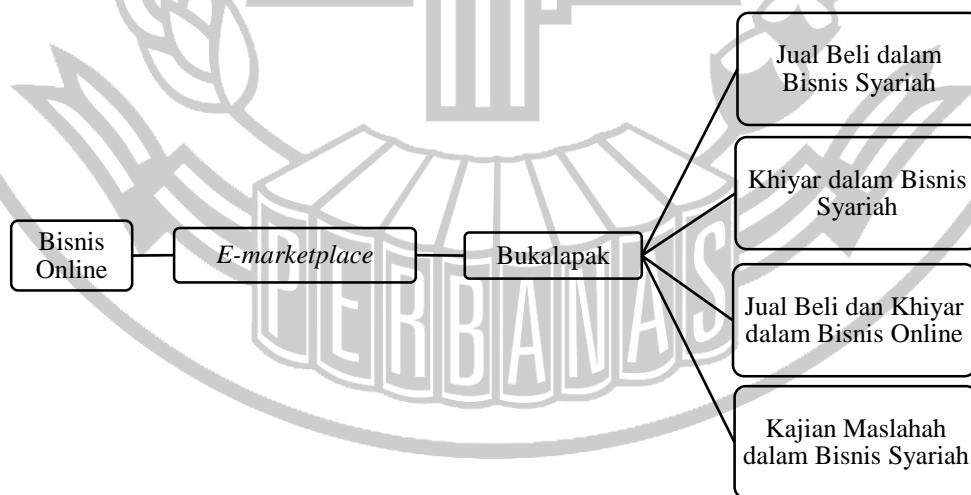 Jual Beli dalam
Bisnis Syariah
Khiyar dalam Bisnis
Syariah
Bisnis
Online
E-marketplace
Bukalapak
Jual Beli dan Khiyar
dalam Bisnis Online
Kajian Maslahah
dalam Bisnis Syariah
PERBANAS